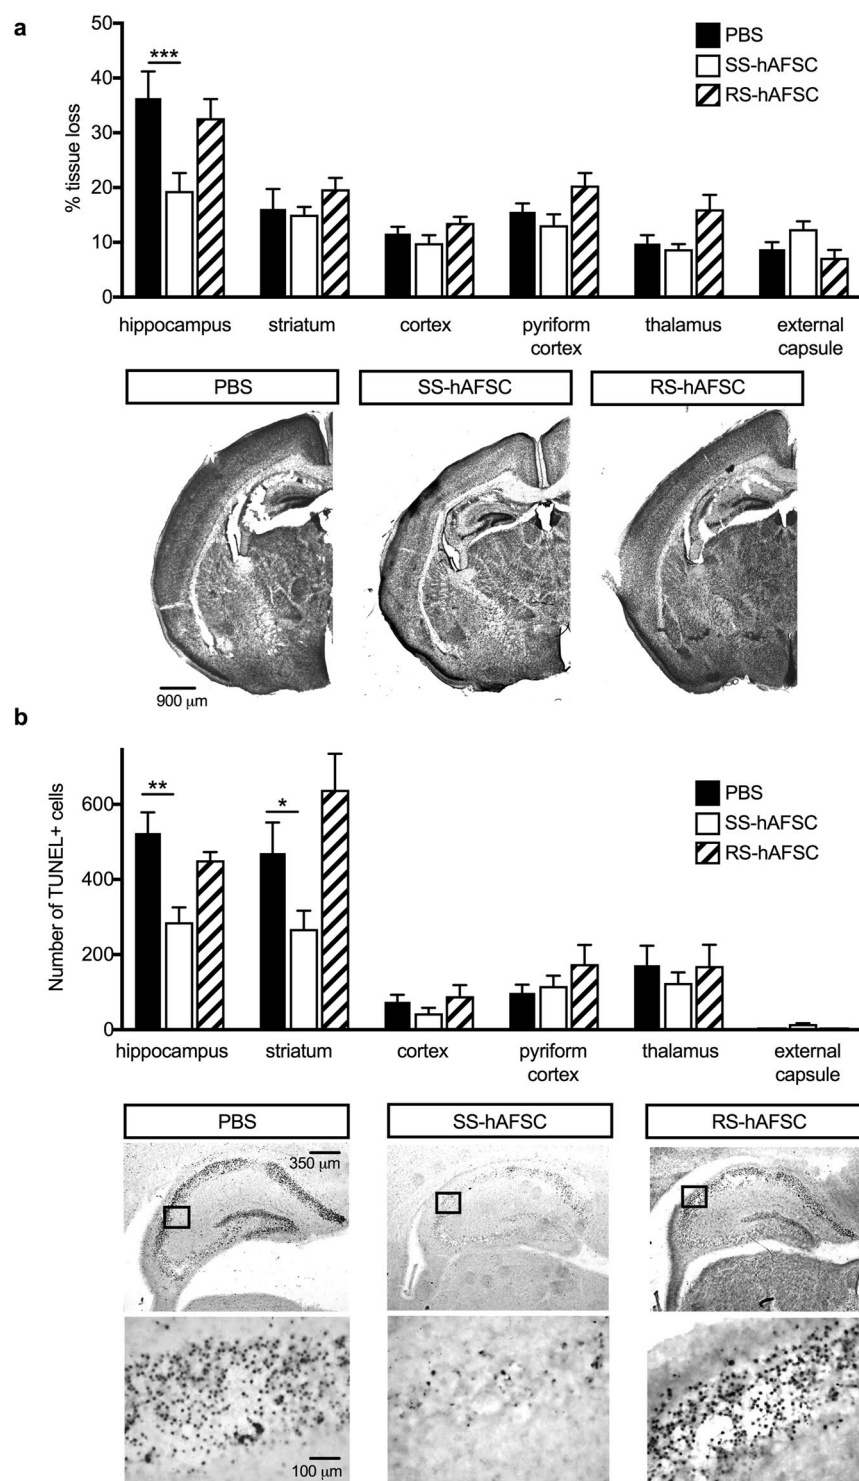 a
50
40
30
20
10
0
% tissue loss
***
PBS
SS-hAFSC
RS-hAFSC
hippocampus
striatum
cortex
pyriform
cortex
thalamus
external
capsule
PBS
SS-hAFSC
RS-hAFSC
900 μm
b
600
400
200
0
Number of TUNEL+ cells
**
*
PBS
SS-hAFSC
RS-hAFSC
hippocampus
striatum
cortex
pyriform
cortex
thalamus
external
capsule
PBS
SS-hAFSC
RS-hAFSC
350 μm
100 μm